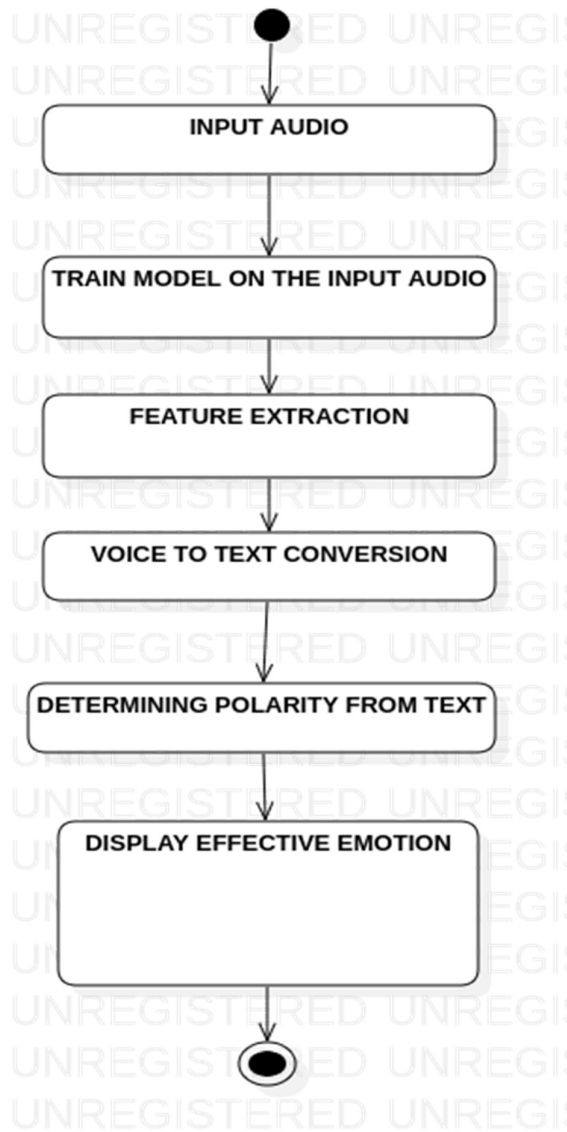 INPUT AUDIO
TRAIN MODEL ON THE INPUT AUDIO
FEATURE EXTRACTION
VOICE TO TEXT CONVERSION
DETERMINING POLARITY FROM TEXT
DISPLAY EFFECTIVE EMOTION
UNREGISTERED